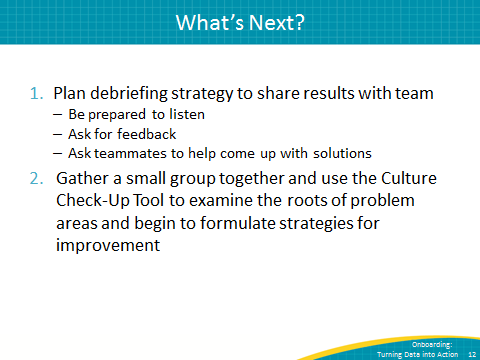 What’s Next?
1. Plan debriefing strategy to share results with team
– Be prepared to listen
– Ask for feedback
– Ask teammates to help come up with solutions
2. Gather a small group together and use the Culture
Check-Up Tool to examine the roots of problem
areas and begin to formulate strategies for
improvement
Onboarding:
Turning Data into Action 12